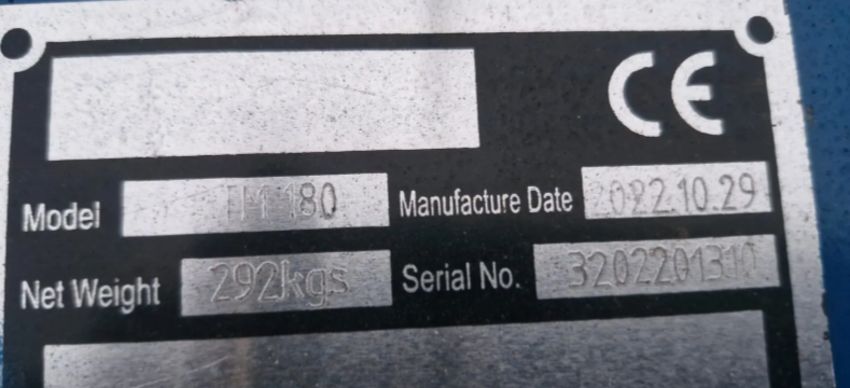 CE
Model TM 180 Manufacture Date 2022.10.29
Net Weight 292kgs Serial No. 3202201310